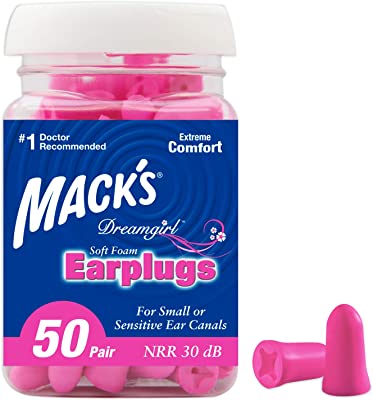 #1 Doctor Recommended
Extreme Comfort
MACK'S®
Dreamgirl™
Soft Foam
Earplugs
For Small or
Sensitive Ear Canals
50 Pair
NRR 30 dB